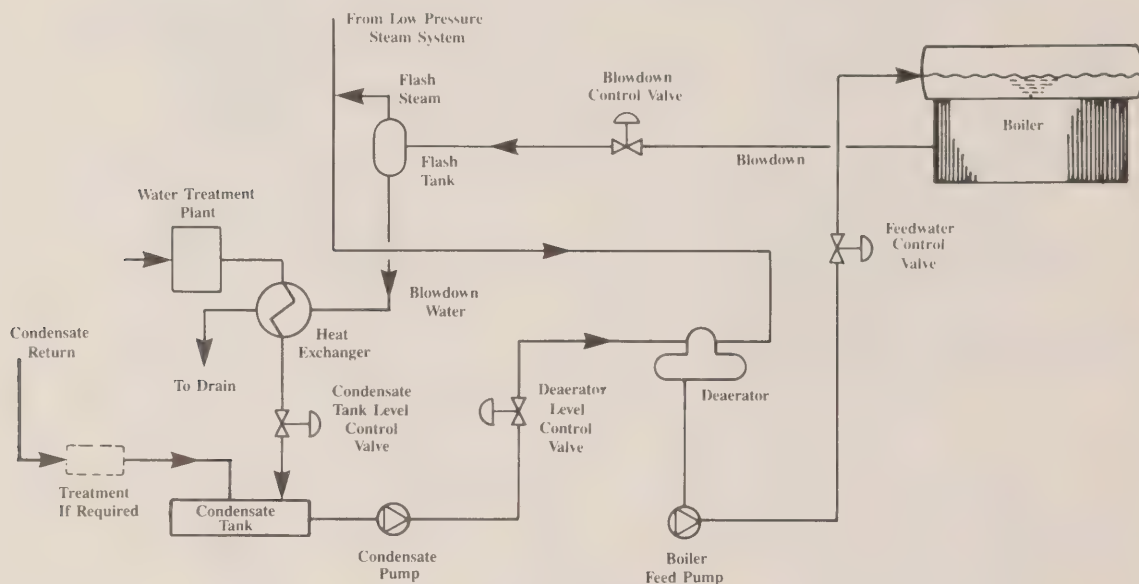 From Low Pressure
Steam System
Flash
Steam
Blowdown
Control Valve
Boiler
Flash
Tank
Blowdown
Water Treatment
Plant
Feedwater
Control
Valve
Blowdown
Water
Heat
Exchanger
Condensate
Return
To Drain
Condensate
Tank Level
Control
Valve
Deaerator
Level
Control
Valve
Deaerator
Treatment
If Required
Condensate
Tank
Condensate
Pump
Boiler
Feed Pump